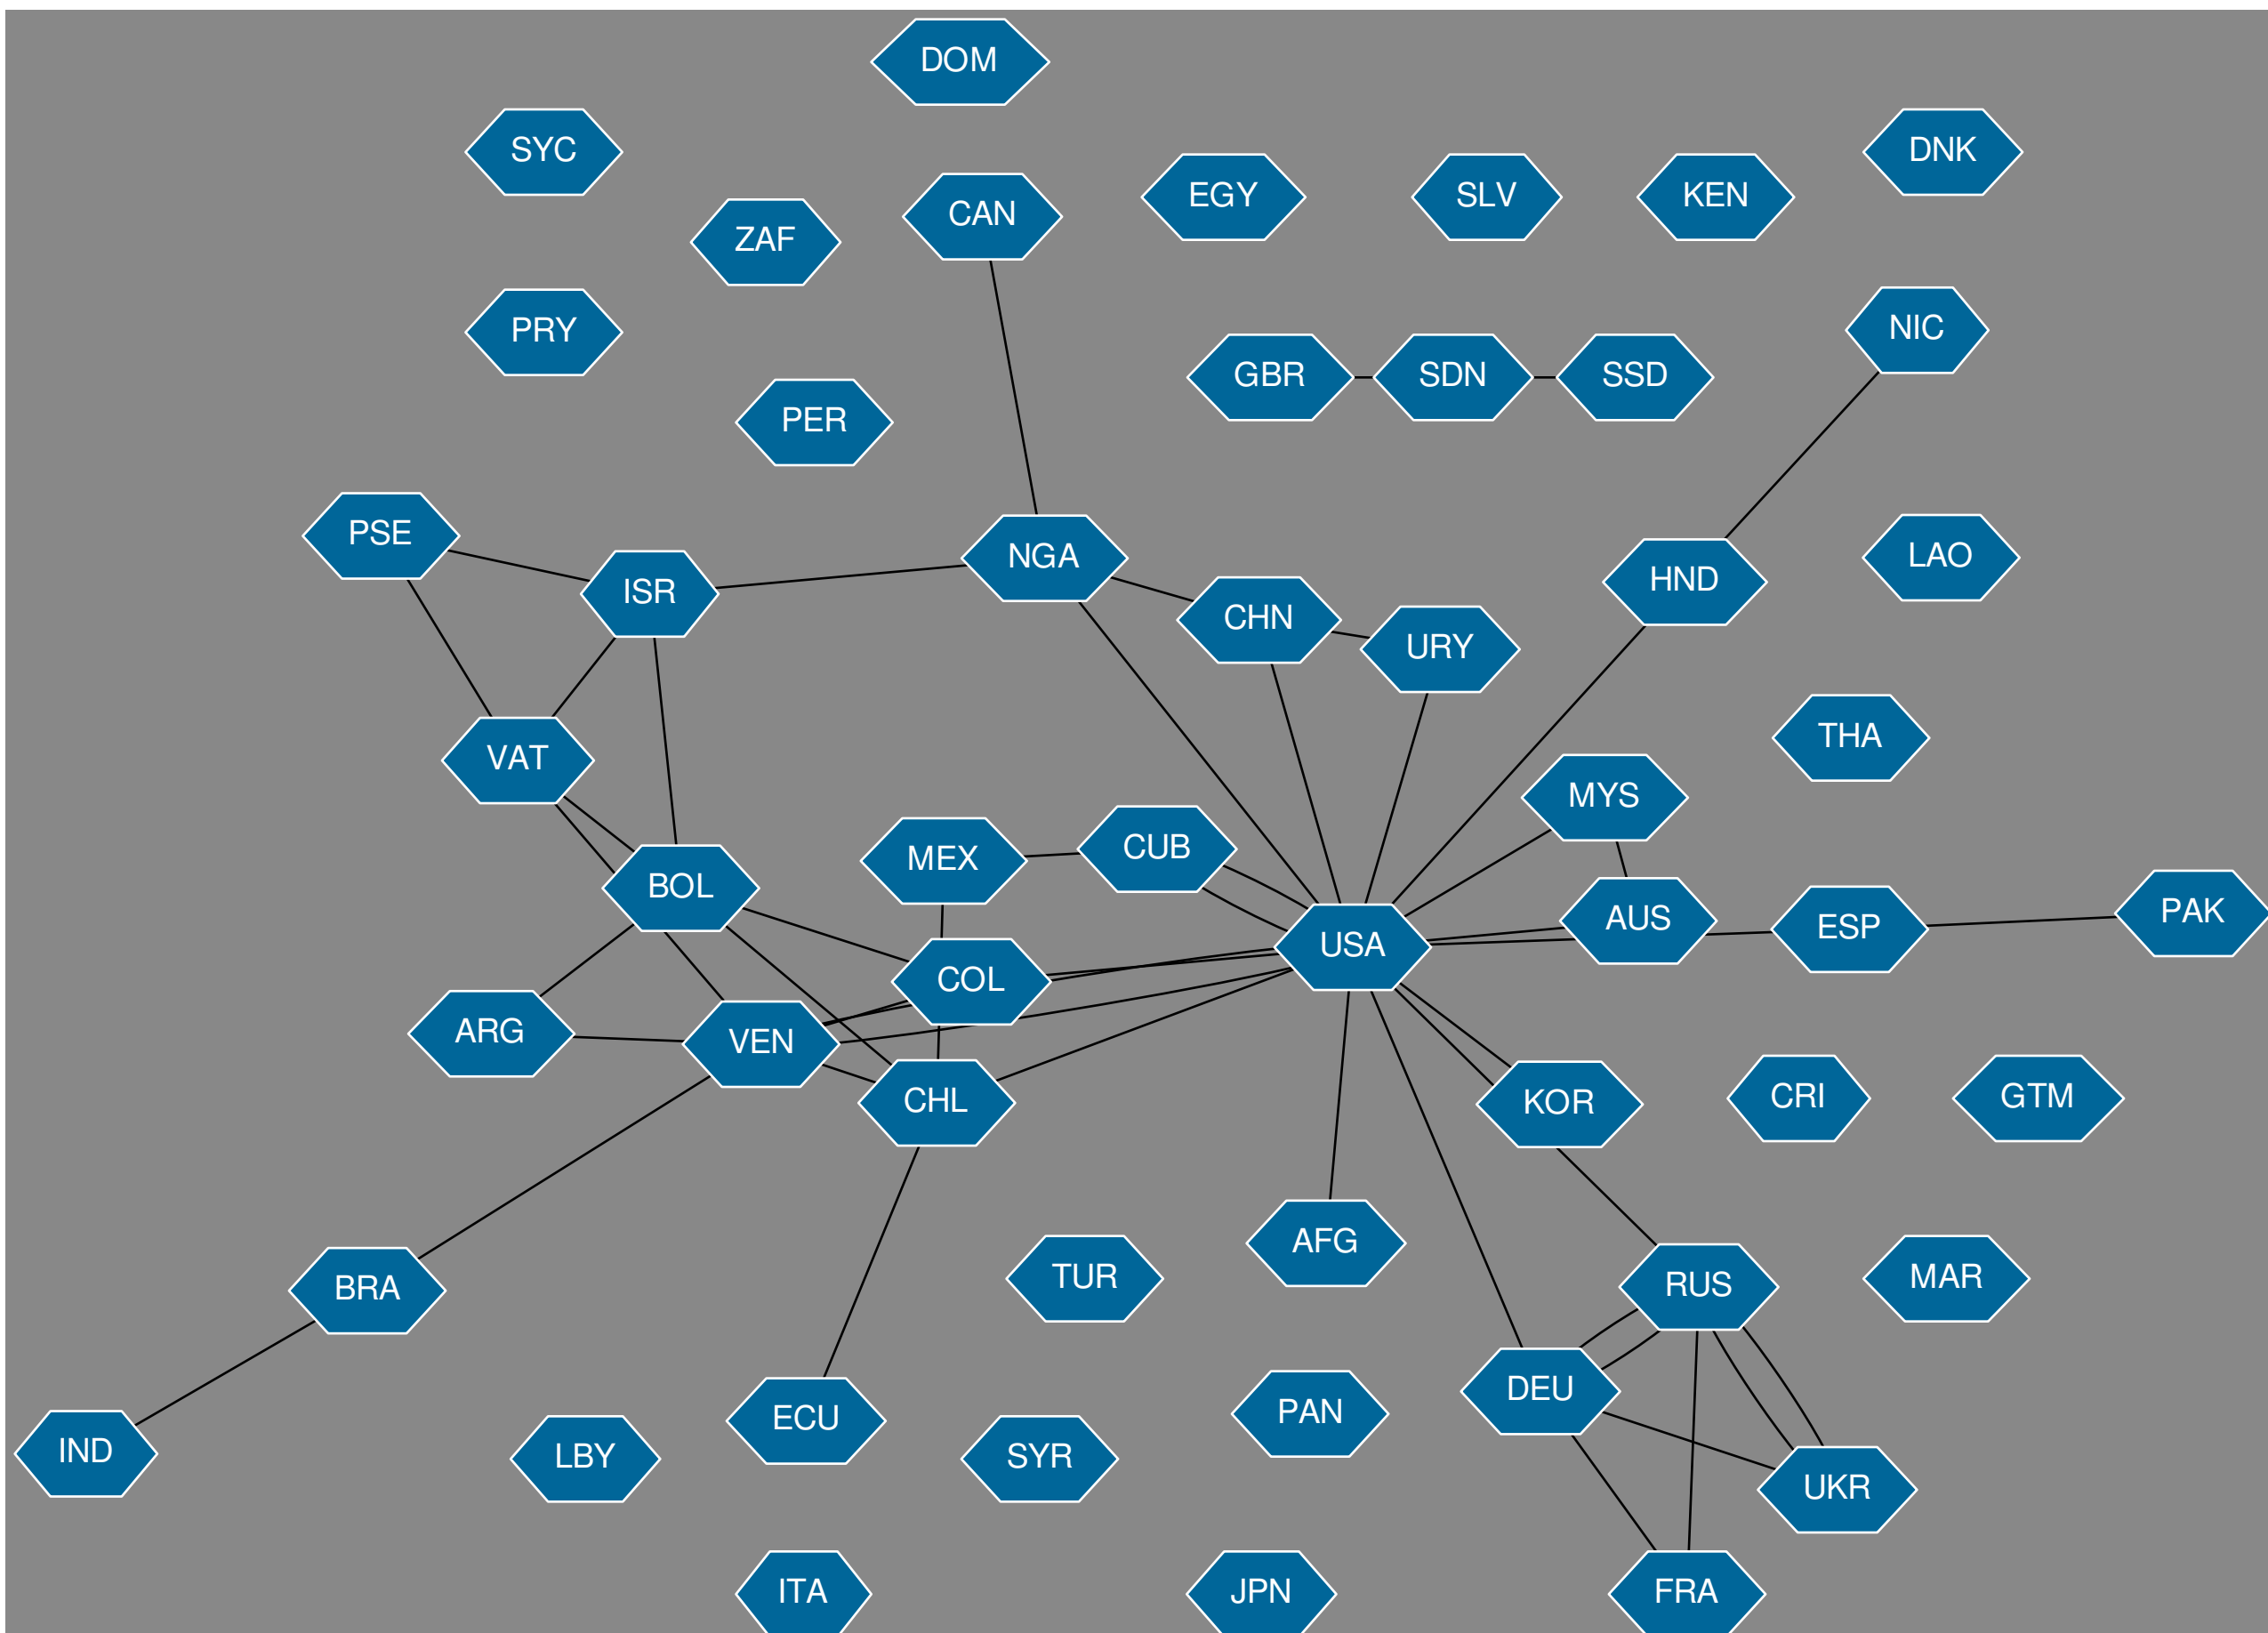 DOM
SYC
DNK
EGY
SLV
KEN
CAN
ZAF
NIC
PRY
GBR
SDN
SSD
PER
PSE
NGA
LAO
HND
ISR
CHN
URY
THA
VAT
MYS
CUB
MEX
BOL
PAK
AUS
ESP
USA
COL
ARG
VEN
CHL
KOR
CRI
GTM
AFG
TUR
MAR
RUS
BRA
DEU
PAN
ECU
IND
LBY
SYR
UKR
ITA
JPN
FRA